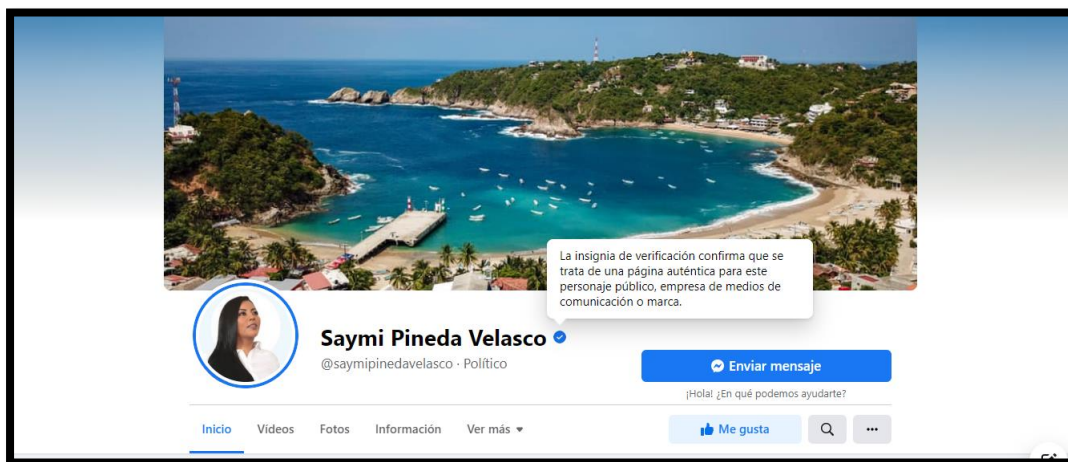 La insignia de verificación confirma que se
trata de una página auténtica para este
personaje público, empresa de medios de
comunicación o marca.
Saymi Pineda Velasco
@saymipinedavelasco · Político
Enviar mensaje
¡Hola! ¿En qué podemos ayudarte?
Inicio Vídeos Fotos Información Ver más
Me gusta